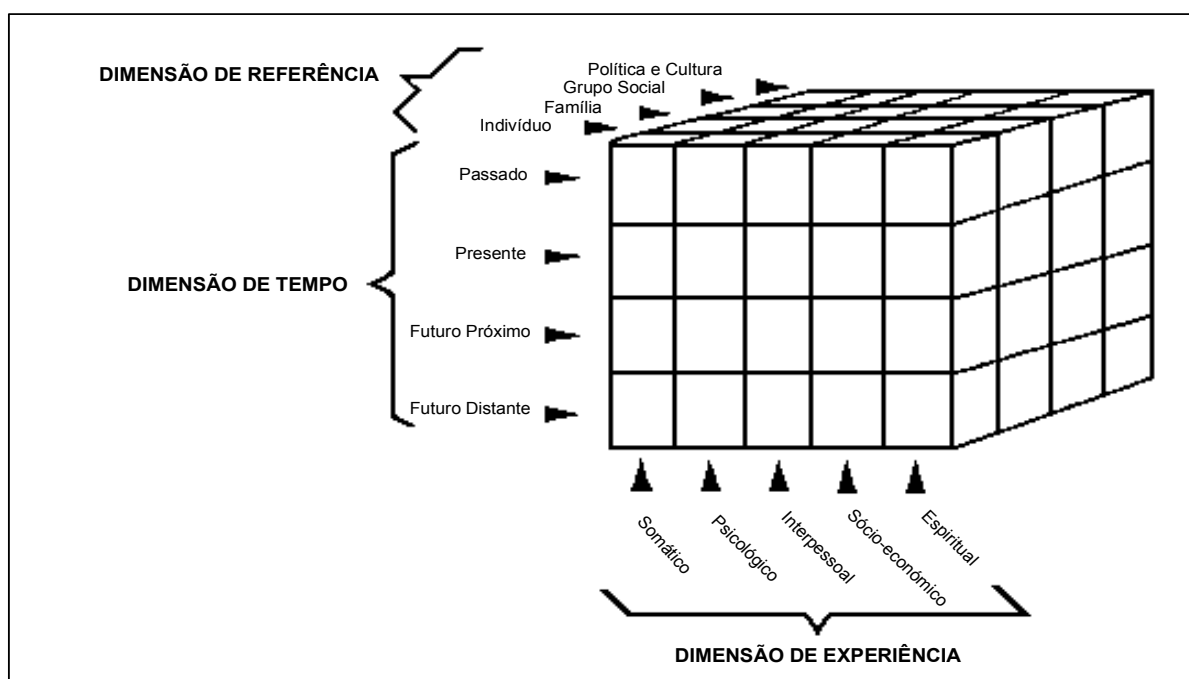 DIMENSÃO DE REFERÊNCIA
Política e Cultura
Grupo Social
Família
Indivíduo
DIMENSÃO DE TEMPO
Passado
Presente
Futuro Próximo
Futuro Distante
Somático
Psicológico
Interpessoal
Sócio-económico
Espiritual
DIMENSÃO DE EXPERIÊNCIA